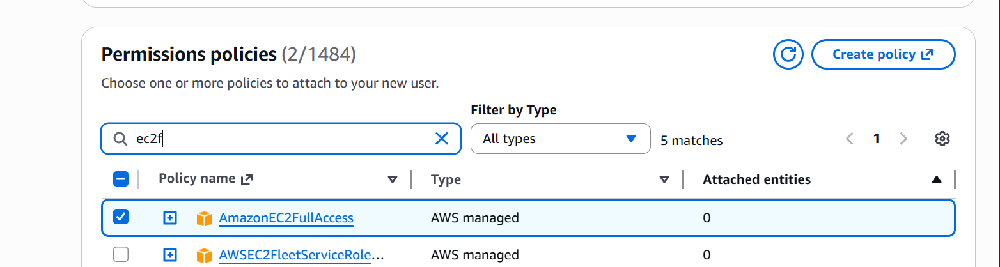 Permissions policies (2/1484)
Create policy
Choose one or more policies to attach to your new user.
Filter by Type
ec2f
All types
5 matches
1
Policy name
Type
Attached entities
AmazonEC2FullAccess
AWS managed
0
AWSEC2FleetServiceRole...
AWS managed
0